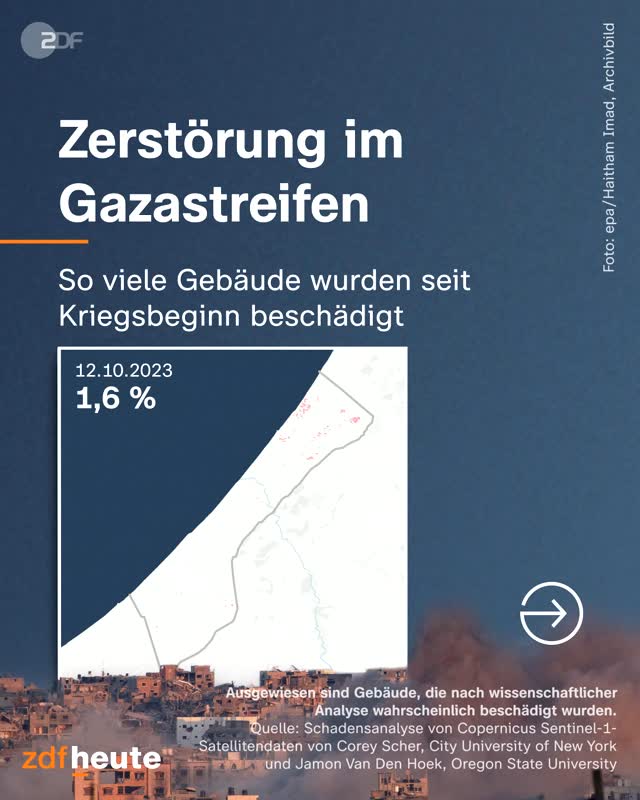 ZDF
Foto: epa/Haitham Imad, Archivbild
Zerstörung im
Gazastreifen
So viele Gebäude wurden seit
Kriegsbeginn beschädigt
12.10.2023
1,6 %
Ausgewiesen sind Gebäude, die nach wissenschaftlicher
Analyse wahrscheinlich beschädigt wurden.
Quelle: Schadensanalyse von Copernicus Sentinel-1-
Satellitendaten von Corey Scher, City University of New York
und Jamon Van Den Hoek, Oregon State University
zdfheute